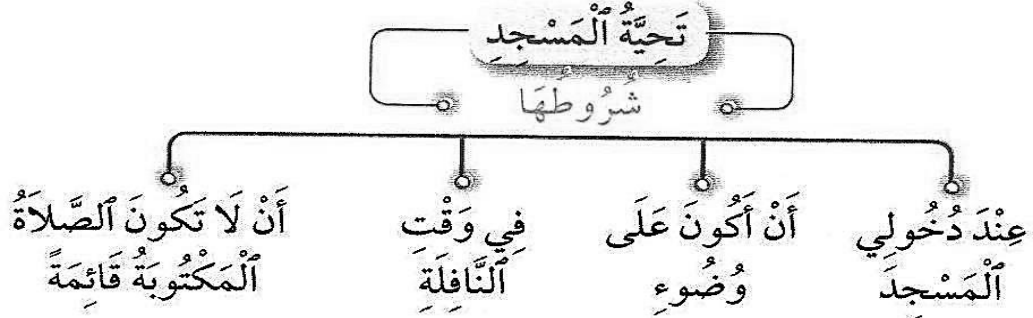 تَحِيَّةُ ٱلْمَسْجِدِ
شُرُوطُهَا
عِنْدَ دُخُولِي
ٱلْمَسْجِدَ
أَنْ أَكُونَ عَلَى
وُضُوءٍ
فِي وَقْتِ
ٱلنَّافِلَةِ
أَنْ لَا تَكُونَ ٱلصَّلَاةُ
ٱلْمَكْتُوبَةُ قَائِمَةً